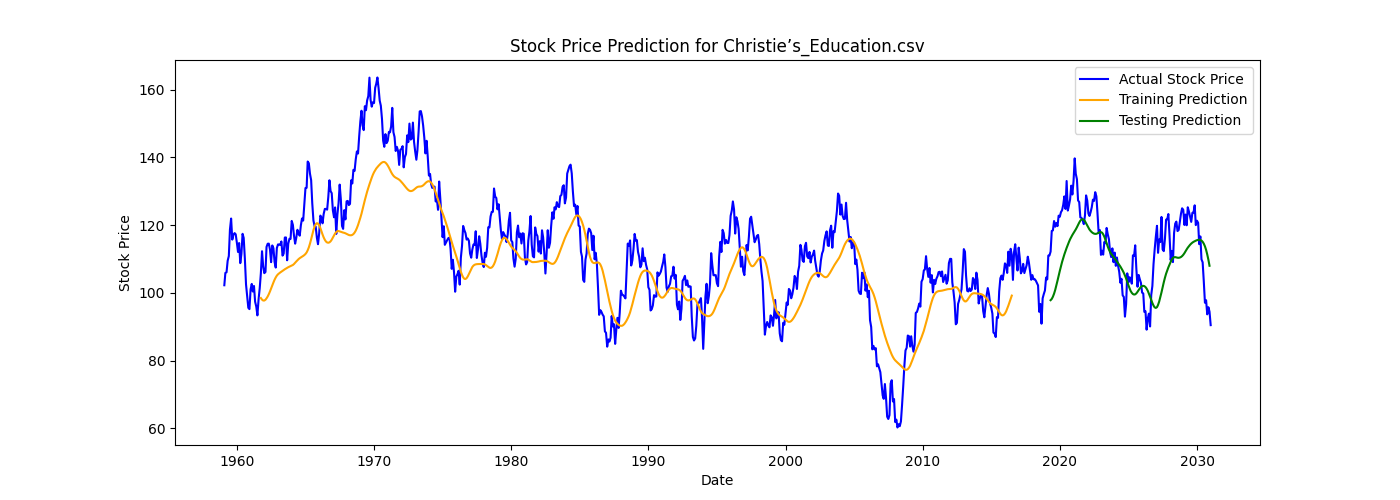 Stock Price Prediction for Christie’s_Education.csv
Actual Stock Price
Training Prediction
Testing Prediction
Stock Price
160
140
120
100
80
60
1960 1970 1980 1990 2000 2010 2020 2030
Date